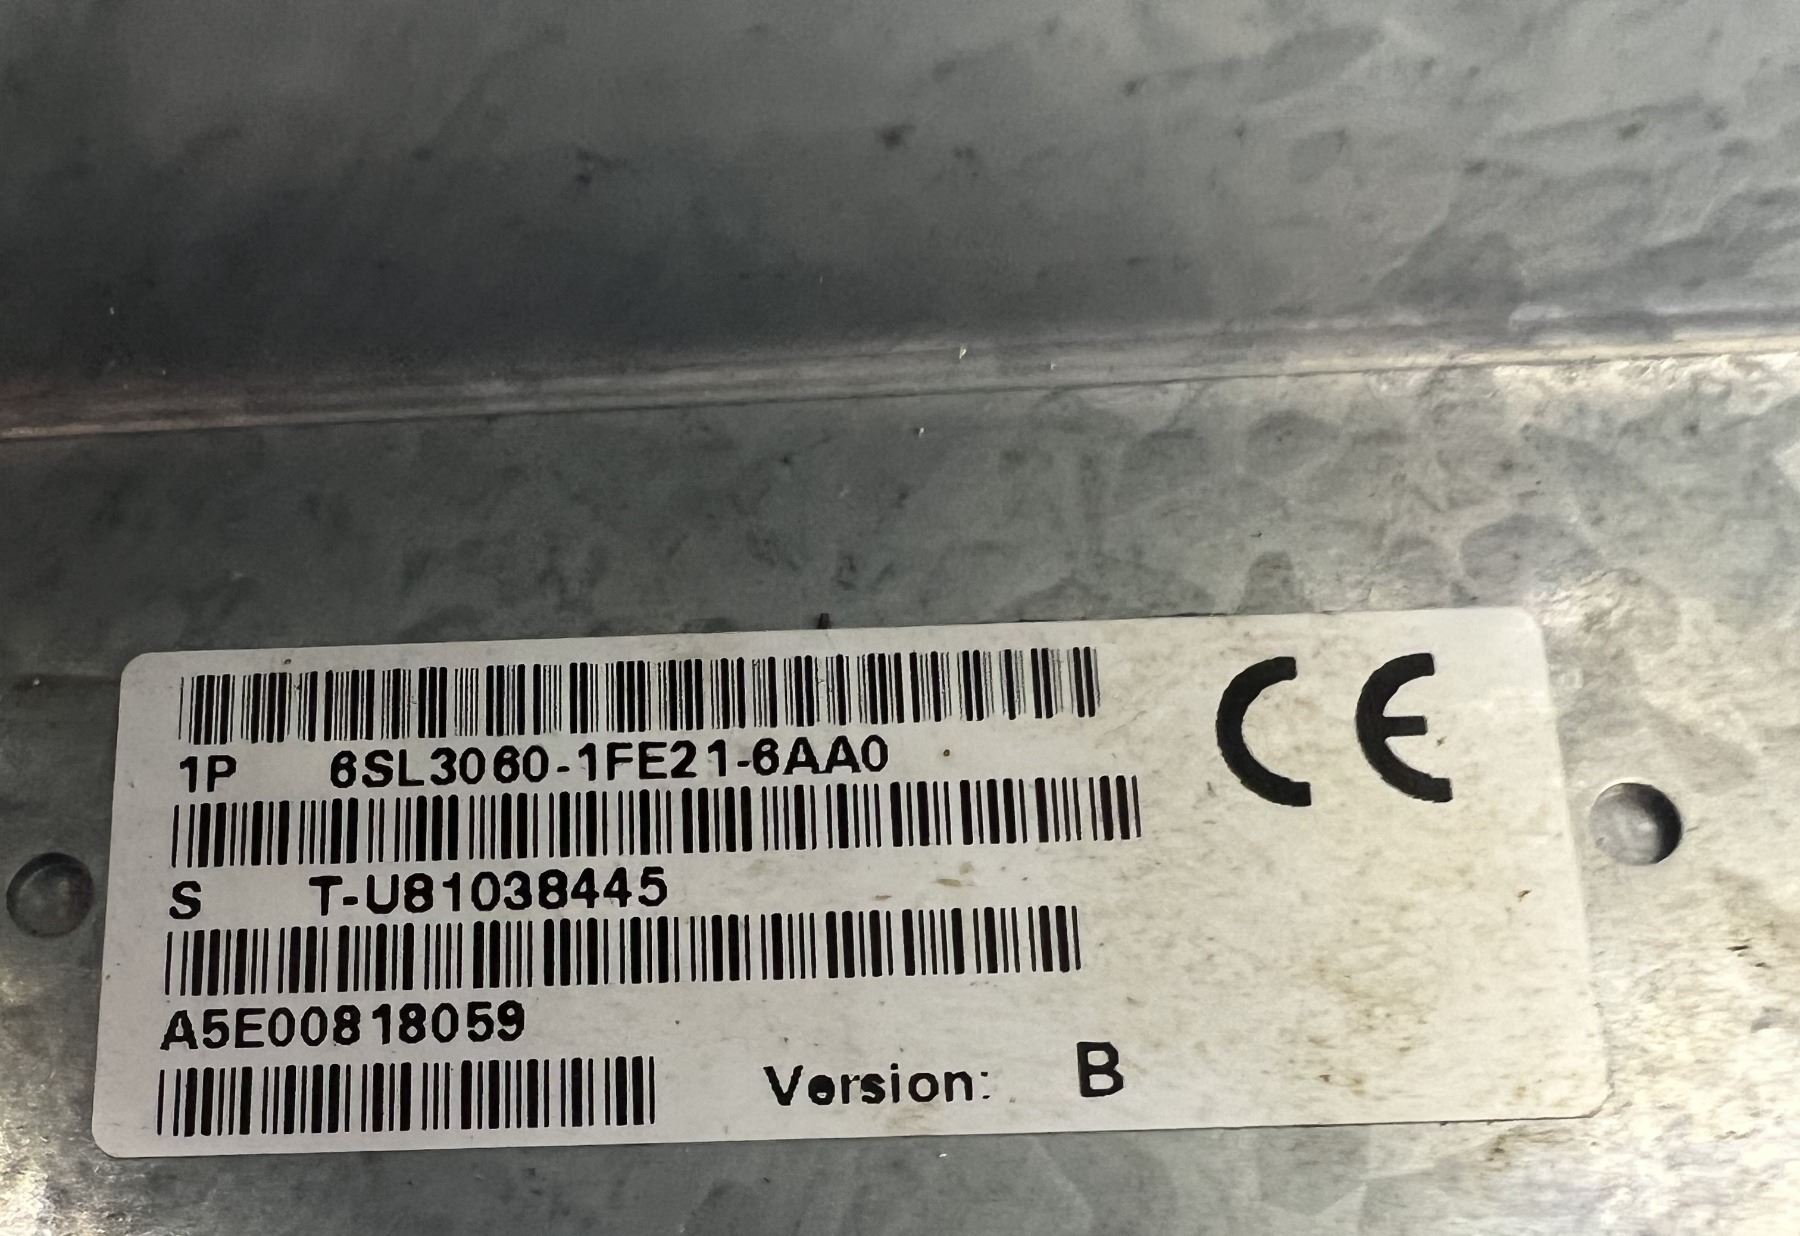 CE
1P 6SL3060-1FE21-6AA0
S T-U81038445
A5E00818059
Version: B